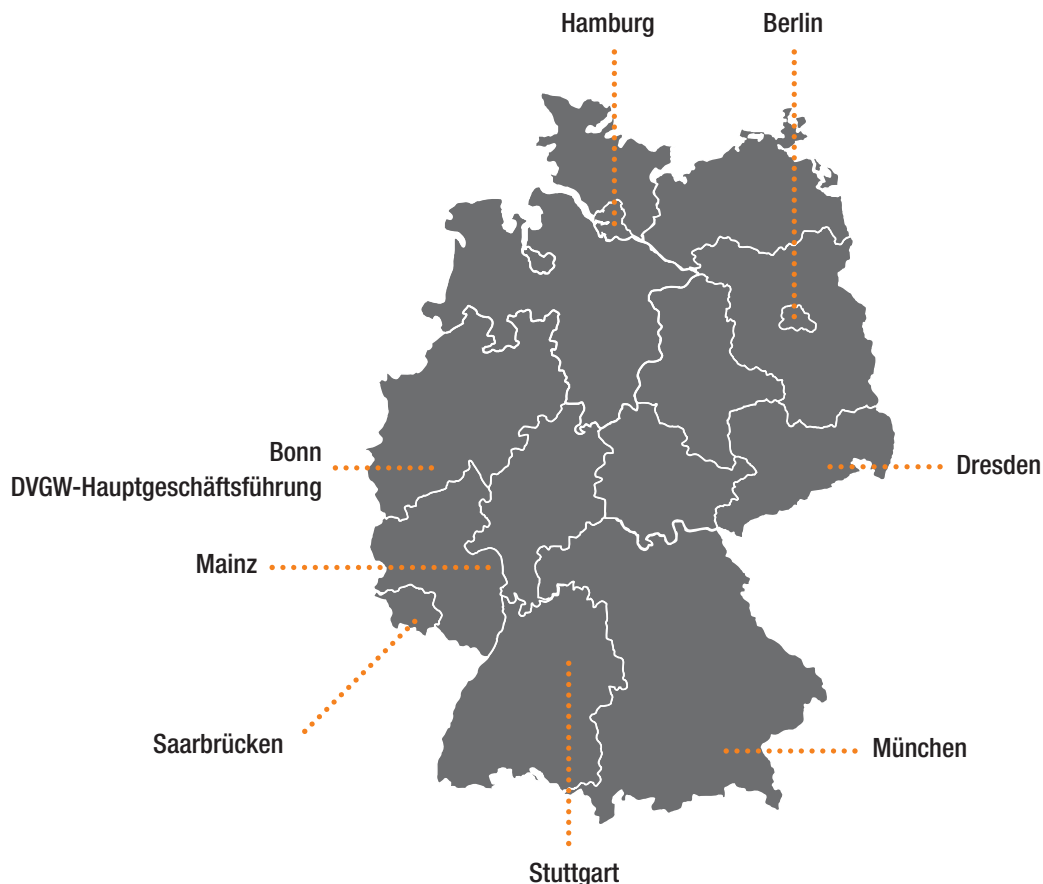 Hamburg
Berlin
Bonn
DVGW-Hauptgeschäftsführung
Dresden
Mainz
Saarbrücken
München
Stuttgart